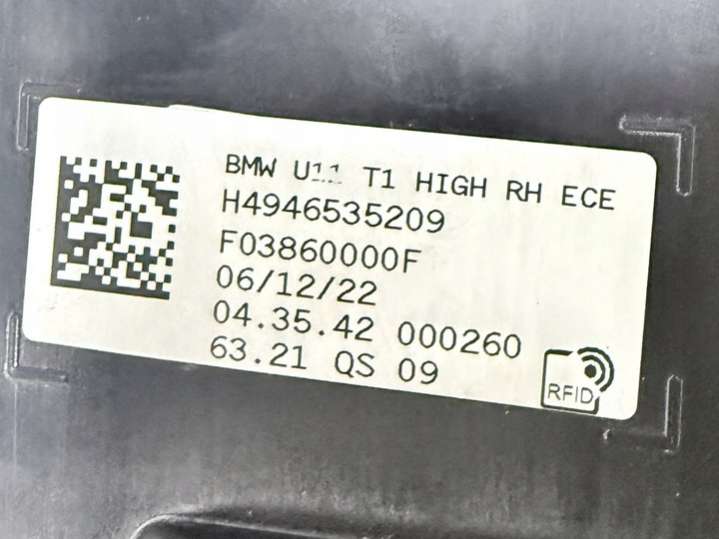 BMW U11 T1 HIGH RH ECE
H4946535209
F03860000F
06/12/22
04.35.42 000260
63.21 QS 09
RFID